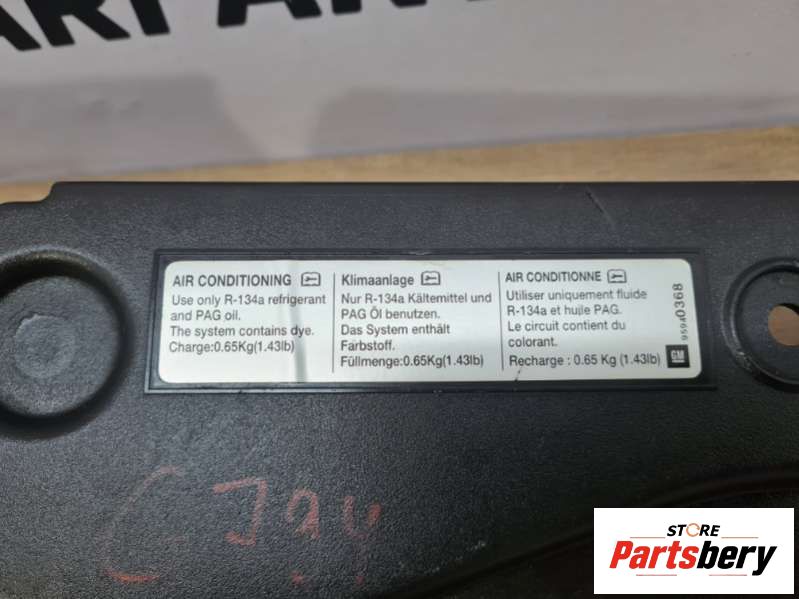 AIR CONDITIONING
Use only R-134a refrigerant
and PAG oil.
The system contains dye.
Charge:0.65Kg(1.43lb)
Klimaanlage
Nur R-134a Kältemittel und
PAG Öl benutzen.
Das System enthält
Farbstoff.
Füllmenge:0.65Kg(1.43lb)
AIR CONDITIONNE
Utiliser uniquement fluide
R-134a et huile PAG.
Le circuit contient du
colorant.
Recharge : 0.65 Kg (1.43lb)
95940368
GM
STORE
Partsbery